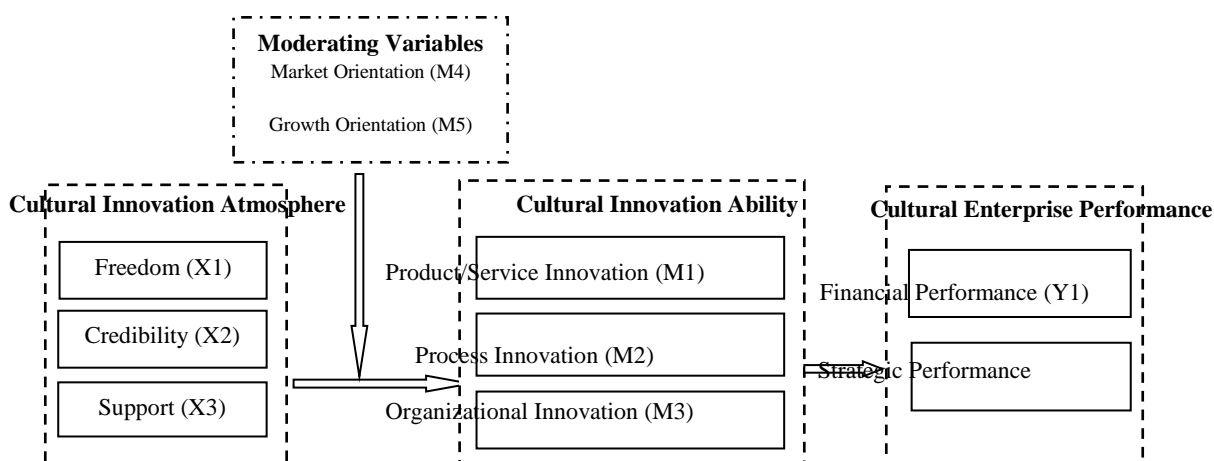 Moderating Variables
Market Orientation (M4)
Growth Orientation (M5)
Cultural Innovation Atmosphere
Freedom (X1)
Credibility (X2)
Support (X3)
Cultural Innovation Ability
Product/Service Innovation (M1)
Process Innovation (M2)
Organizational Innovation (M3)
Cultural Enterprise Performance
Financial Performance (Y1)
Strategic Performance